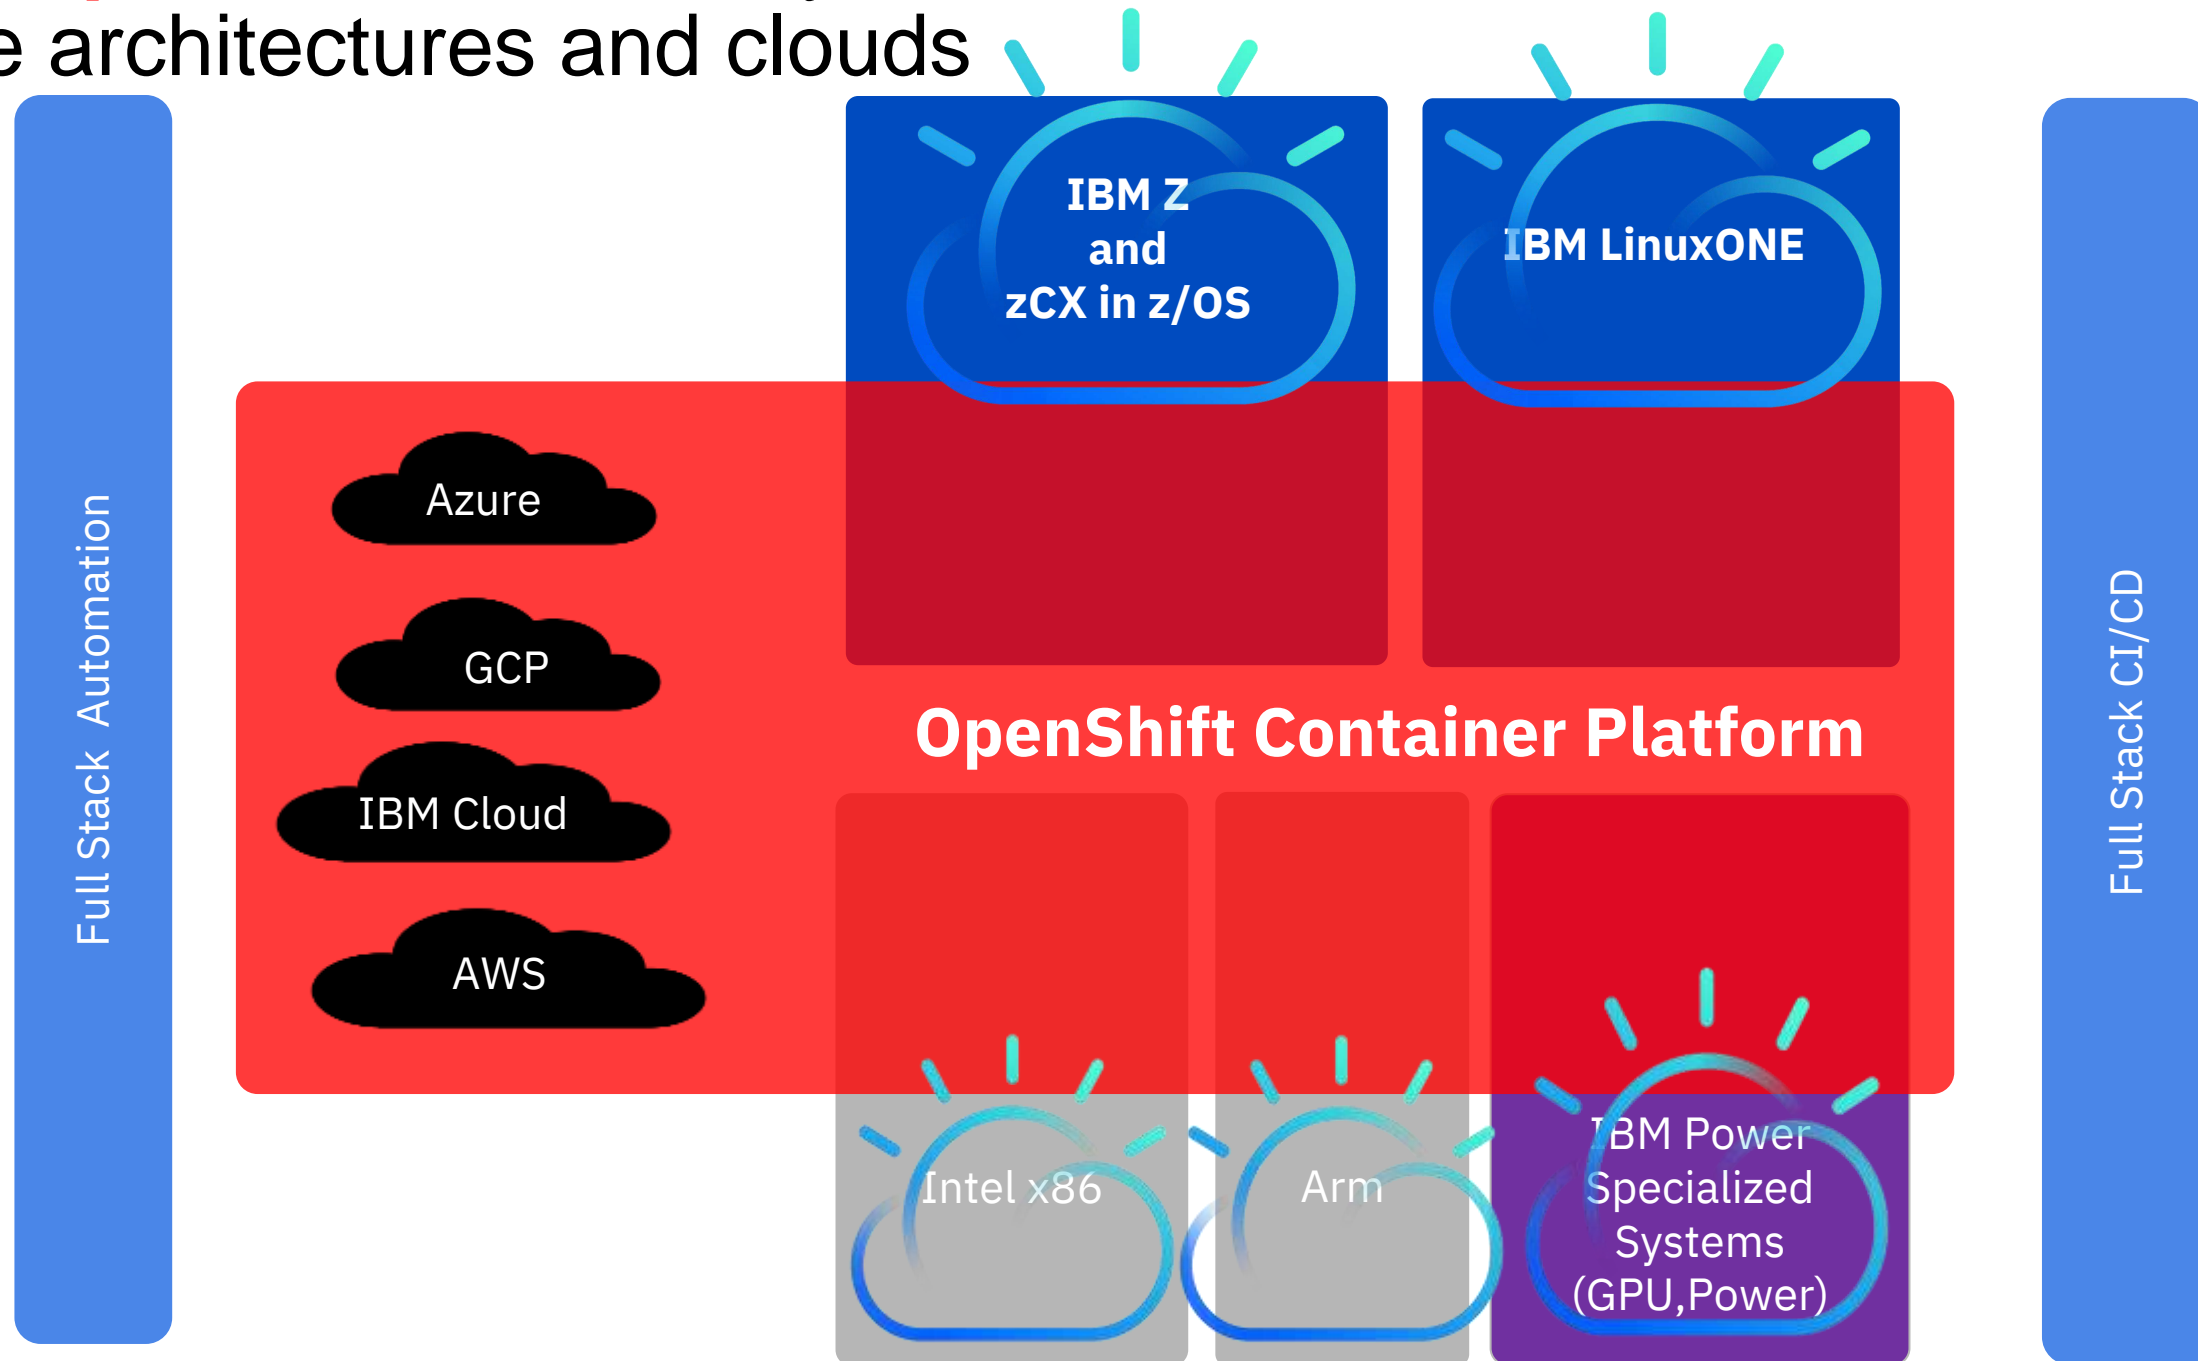 architectures and clouds
IBM Z
and
zCX in z/OS
IBM LinuxONE
Full Stack Automation
Azure
GCP
IBM Cloud
AWS
OpenShift Container Platform
Full Stack CI/CD
Intel x86
Arm
IBM Power
Specialized
Systems
(GPU,Power)